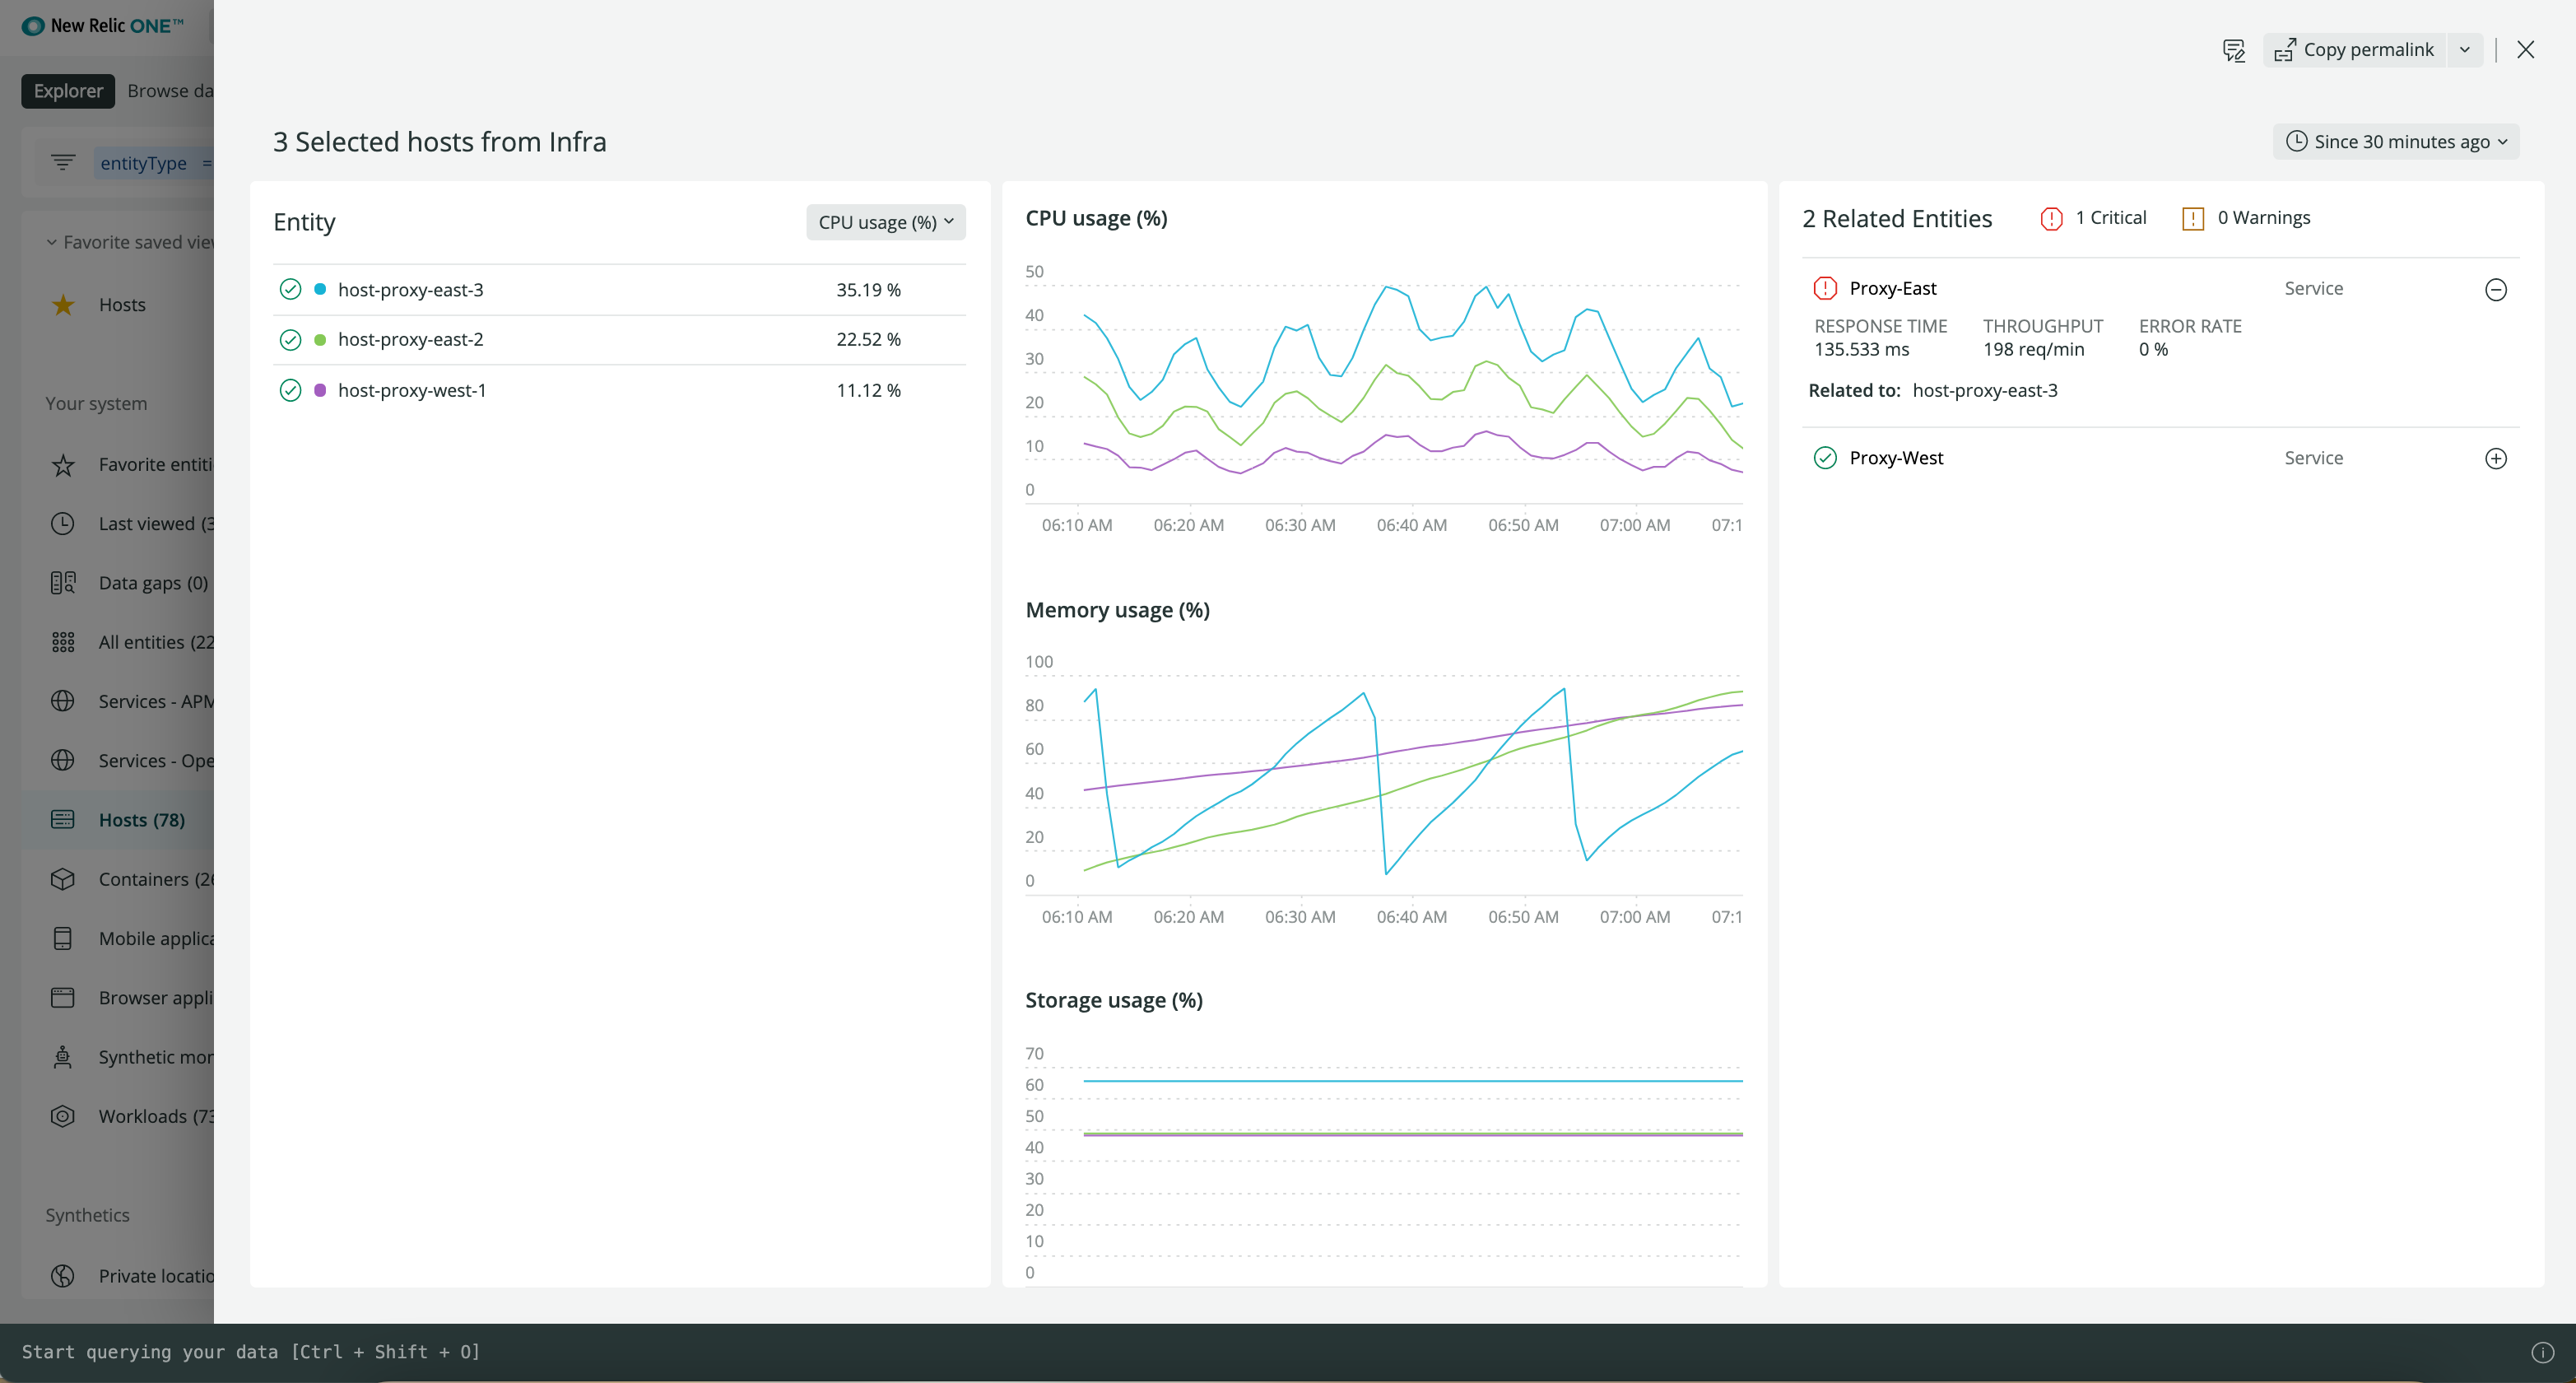 New Relic ONE™
Copy permalink
Explorer
Browse da
3 Selected hosts from Infra
Since 30 minutes ago
entityType =
Favorite saved vie
Hosts
Your system
Favorite entiti
Last viewed (3
Data gaps (0)
All entities (22
Services - APM
Services - Ope
Hosts (78)
Containers (26
Mobile applica
Browser appli
Synthetic mor
Workloads (73
Synthetics
Private locatio
Entity
CPU usage (%)
host-proxy-east-3 35.19 %
host-proxy-east-2 22.52 %
host-proxy-west-1 11.12 %
CPU usage (%)
50
40
30
20
10
0
06:10 AM 06:20 AM 06:30 AM 06:40 AM 06:50 AM 07:00 AM 07:1
Memory usage (%)
100
80
60
40
20
0
06:10 AM 06:20 AM 06:30 AM 06:40 AM 06:50 AM 07:00 AM 07:1
Storage usage (%)
70
60
50
40
30
20
10
0
2 Related Entities 1 Critical 0 Warnings
Proxy-East Service
RESPONSE TIME THROUGHPUT ERROR RATE
135.533 ms 198 req/min 0 %
Related to: host-proxy-east-3
Proxy-West Service
Start querying your data [Ctrl + Shift + O]